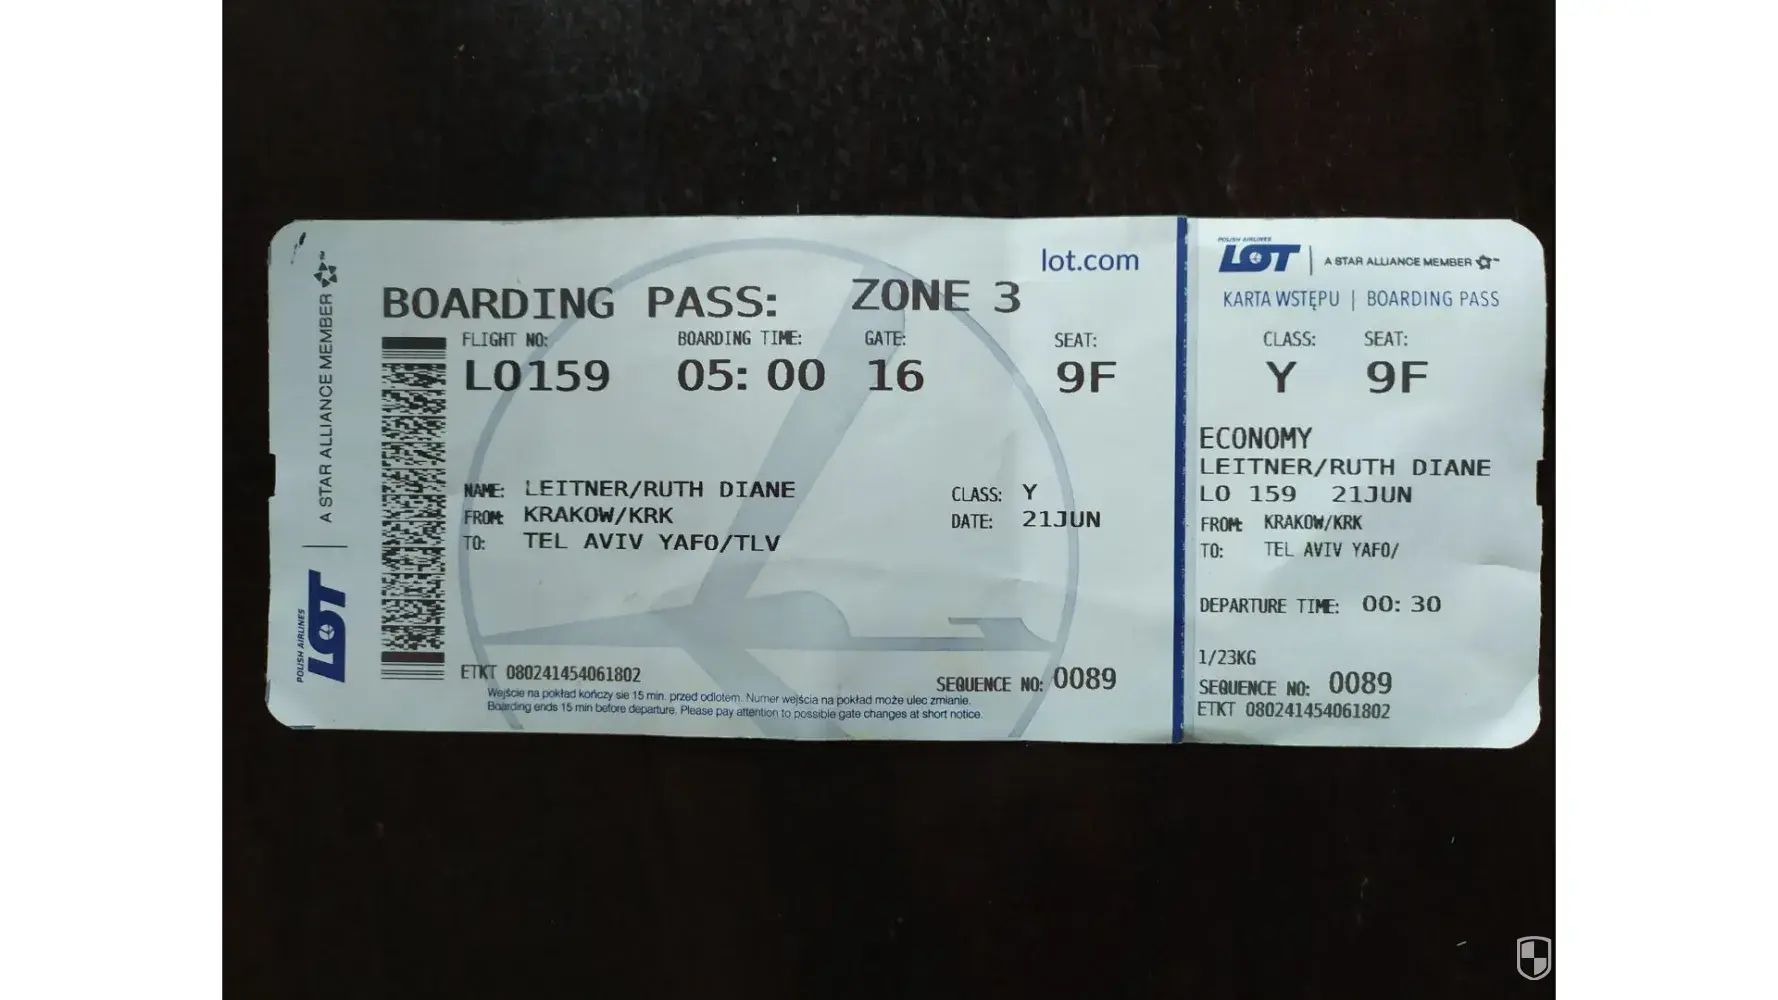 lot.com
BOARDING PASS: ZONE 3
FLIGHT NO: BOARDING TIME: GATE: SEAT:
LO159 05:00 16 9F
NAME: LEITNER/RUTH DIANE CLASS: Y
FROM: KRAKOW/KRK DATE: 21JUN
TO: TEL AVIV YAFO/TLV
ETKT 080241454061802 SEQUENCE NO: 0089
Wejście na pokład kończy sie 15 min. przed odlotem. Numer wejścia na pokład może ulec zmianie.
Boarding ends 15 min before departure. Please pay attention to possible gate changes at short notice.
POLISH AIRLINES
LOT
A STAR ALLIANCE MEMBER™
POLISH AIRLINES
LOT | A STAR ALLIANCE MEMBER™
KARTA WSTĘPU | BOARDING PASS
CLASS: SEAT:
Y 9F
ECONOMY
LEITNER/RUTH DIANE
LO 159 21JUN
FROM: KRAKOW/KRK
TO: TEL AVIV YAFO/
DEPARTURE TIME: 00:30
1/23KG
SEQUENCE NO: 0089
ETKT 080241454061802